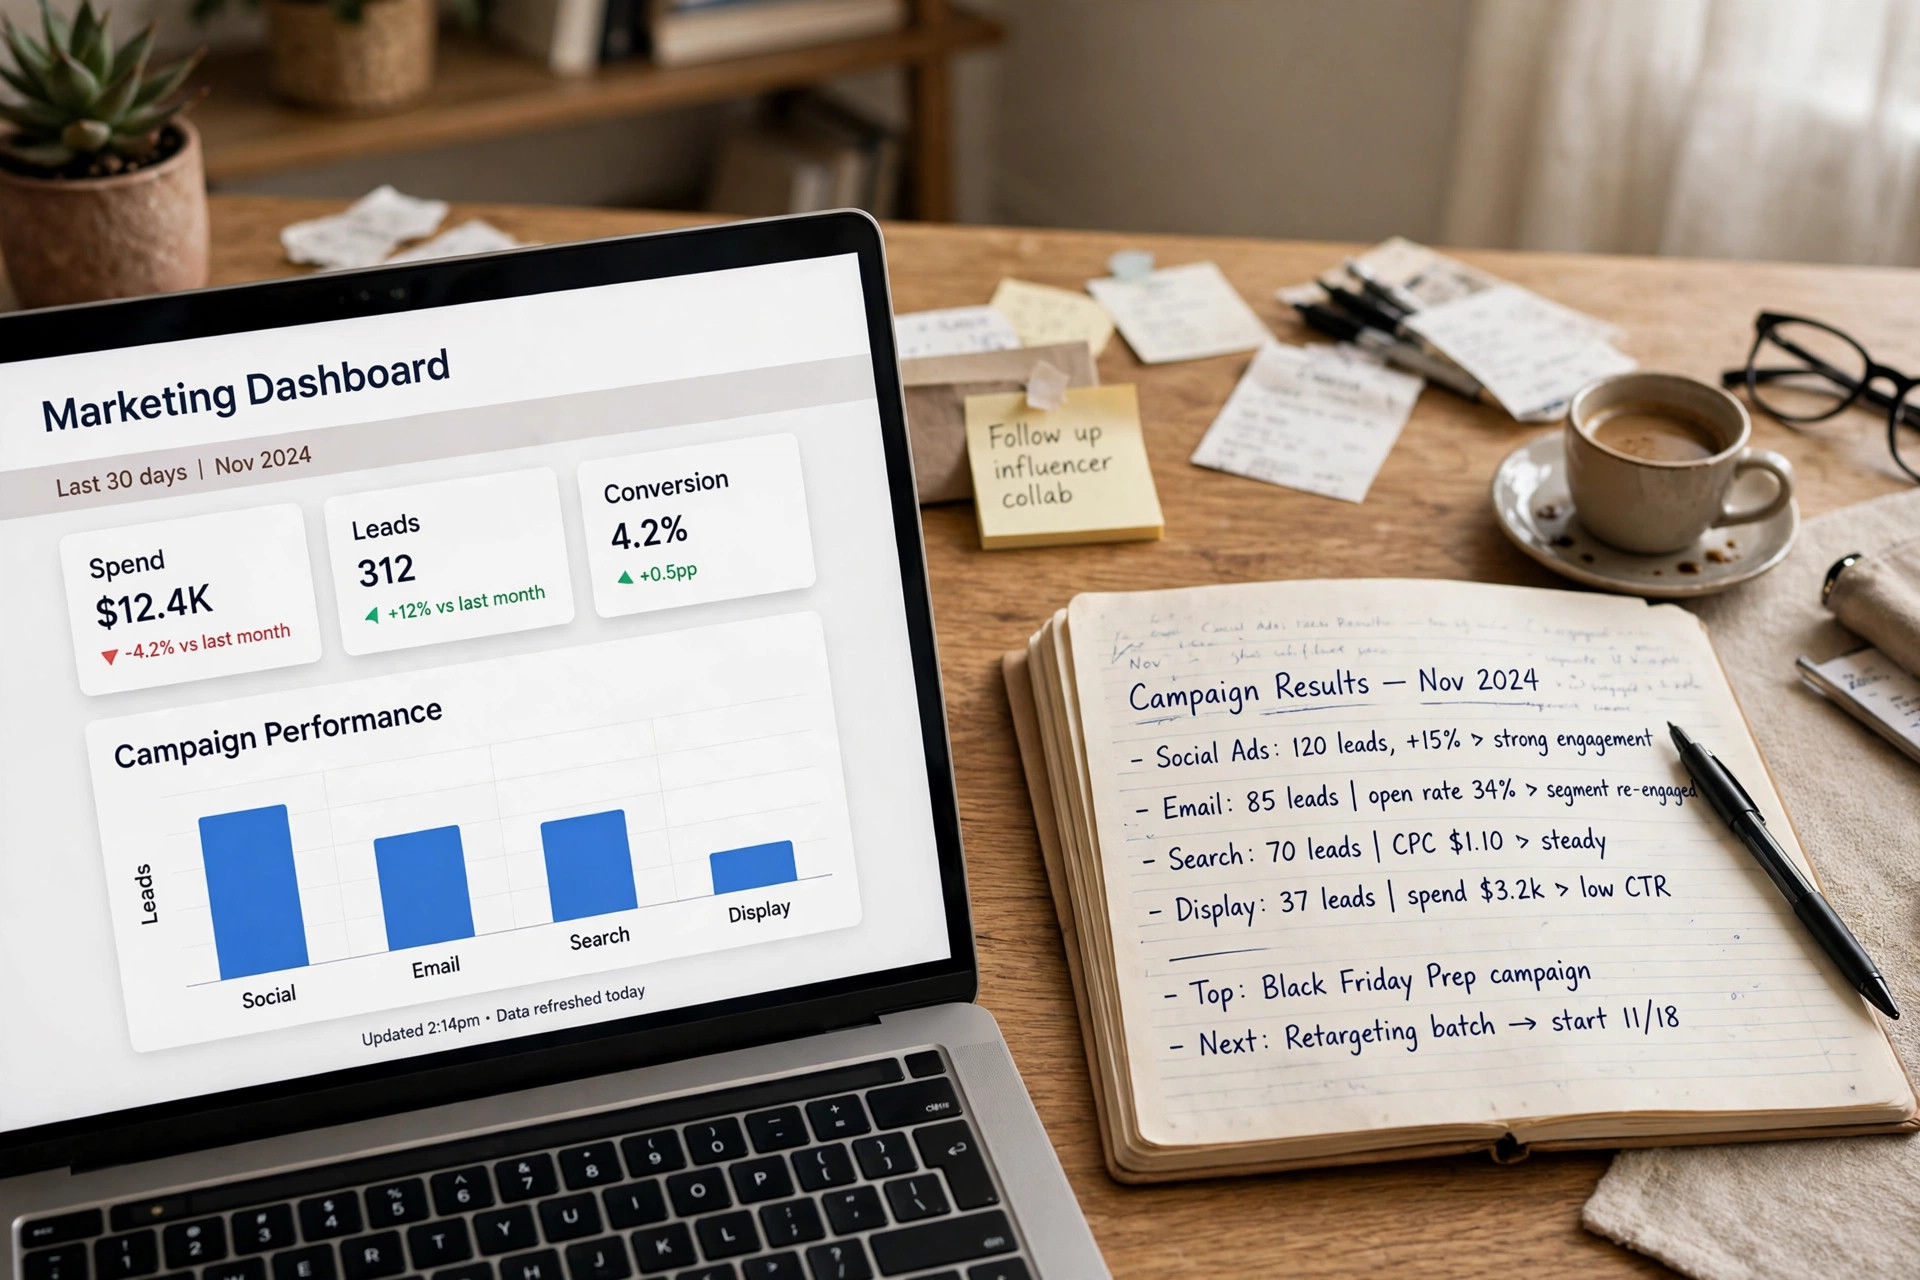 Marketing Dashboard
Last 30 days | Nov 2024
Spend
$12.4K
▼ -4.2% vs last month
Leads
312
◀ +12% vs last month
Conversion
4.2%
▲ +0.5pp
Campaign Performance
Leads
Social
Email
Search
Display
Updated 2:14pm • Data refreshed today
Follow up
influencer
collab
Nov
Campaign Results — Nov 2024
- Social Ads: 120 leads, +15% > strong engagement
- Email: 85 leads | open rate 34% > segment re-engaged
- Search: 70 leads | CPC $1.10 > steady
- Display: 37 leads | spend $3.2k > low CTR
- Top: Black Friday Prep campaign
- Next: Retargeting batch → start 11/18